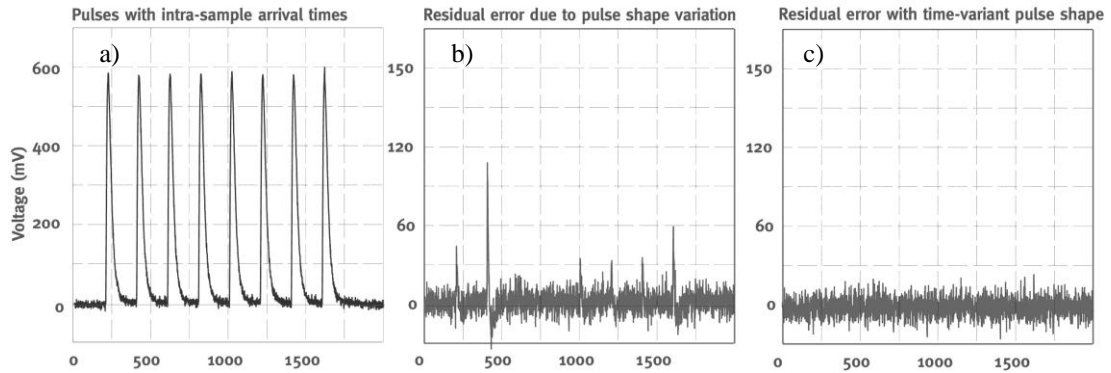 Pulses with intra-sample arrival times
a)
600
400
200
0
Voltage (mV)
0 500 1000 1500
Residual error due to pulse shape variation
b)
150
120
60
0
0 500 1000 1500
Residual error with time-variant pulse shape
c)
150
120
60
0
0 500 1000 1500